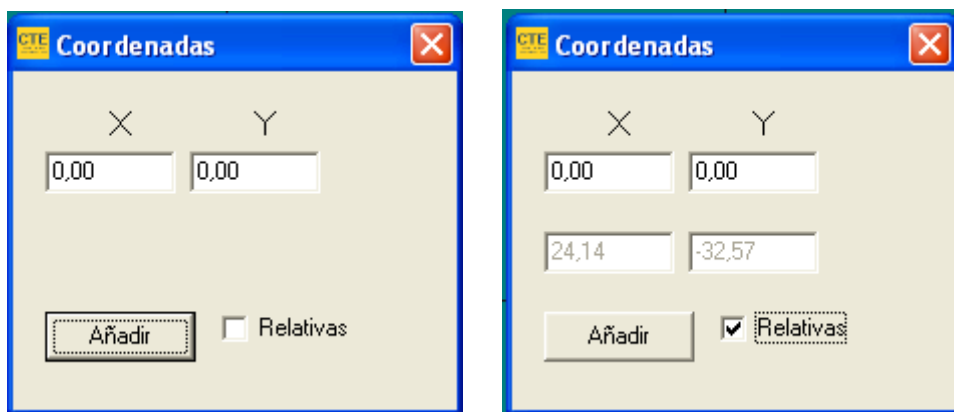 CTE Coordenadas
X Y
0,00 0,00
Añadir Relativas
CTE Coordenadas
X Y
0,00 0,00
24,14 -32,57
Añadir Relativas